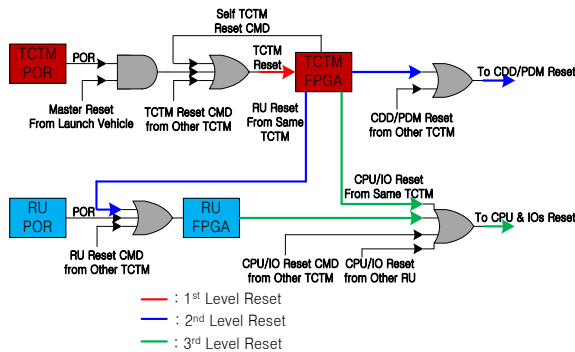 Self TCTM
Reset CMD
TCTM
POR
POR
TCTM
Reset
TCTM
FPGA
To CDD/PDM Reset
Master Reset
From Launch Vehicle
TCTM Reset CMD
from Other TCTM
RU Reset
From Same
TCTM
CDD/PDM Reset
from Other TCTM
CPU/IO Reset
From Same TCTM
RU
POR
POR
RU
FPGA
To CPU & IOs Reset
RU Reset CMD
from Other TCTM
CPU/IO Reset CMD
from Other TCTM
CPU/IO Reset
from Other RU
: 1st Level Reset
: 2nd Level Reset
: 3rd Level Reset